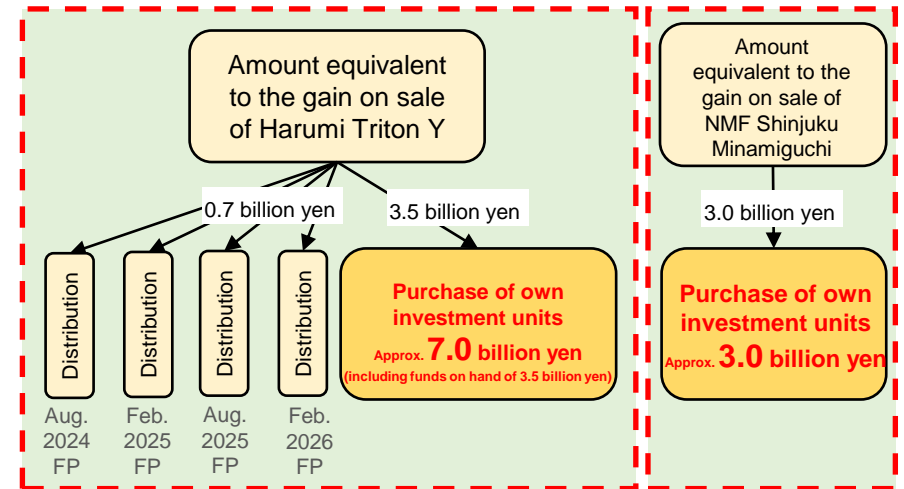 Amount equivalent
to the gain on sale
of Harumi Triton Y
0.7 billion yen
3.5 billion yen
Distribution
Distribution
Distribution
Distribution
Purchase of own
investment units
Approx. 7.0 billion yen
(including funds on hand of 3.5 billion yen)
Aug.
2024
FP
Feb.
2025
FP
Aug.
2025
FP
Feb.
2026
FP
Amount
equivalent to the
gain on sale of
NMF Shinjuku
Minamiguchi
3.0 billion yen
Purchase of own
investment units
Approx. 3.0 billion yen